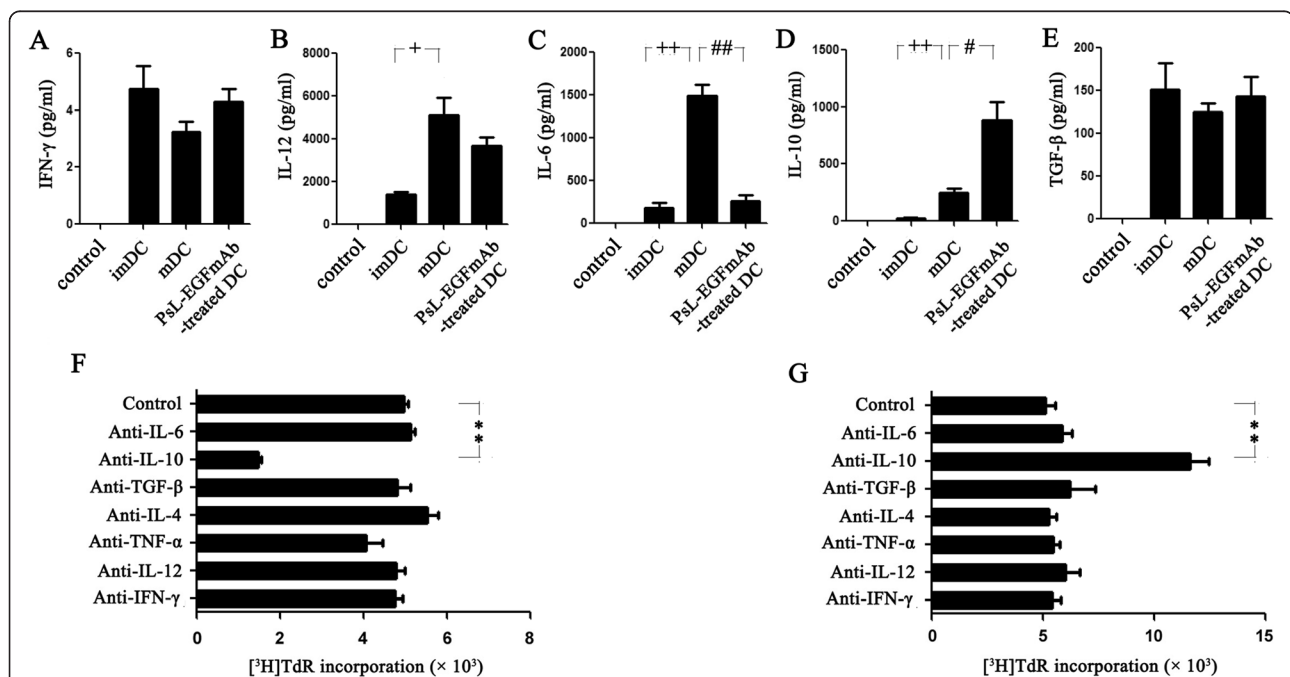 A
IFN-γ (pg/ml)
6
4
2
0
control
imDC
mDC
PsL-EGFmAb
-treated DC
B
IL-12 (pg/ml)
8000
6000
4000
2000
0
+
control
imDC
mDC
PsL-EGFmAb
-treated DC
C
IL-6 (pg/ml)
2000
1500
1000
500
0
++
##
control
imDC
mDC
PsL-EGFmAb
-treated DC
D
IL-10 (pg/ml)
1500
1000
500
0
++
#
control
imDC
mDC
PsL-EGFmAb
-treated DC
E
TGF-β (pg/ml)
200
150
100
50
0
control
imDC
mDC
PsL-EGFmAb
-treated DC
F
Control
Anti-IL-6
Anti-IL-10
Anti-TGF-β
Anti-IL-4
Anti-TNF-α
Anti-IL-12
Anti-IFN-γ
**
0 2 4 6 8
[³H]TdR incorporation (× 10³)
G
Control
Anti-IL-6
Anti-IL-10
Anti-TGF-β
Anti-IL-4
Anti-TNF-α
Anti-IL-12
Anti-IFN-γ
**
0 5 10 15
[³H]TdR incorporation (× 10³)